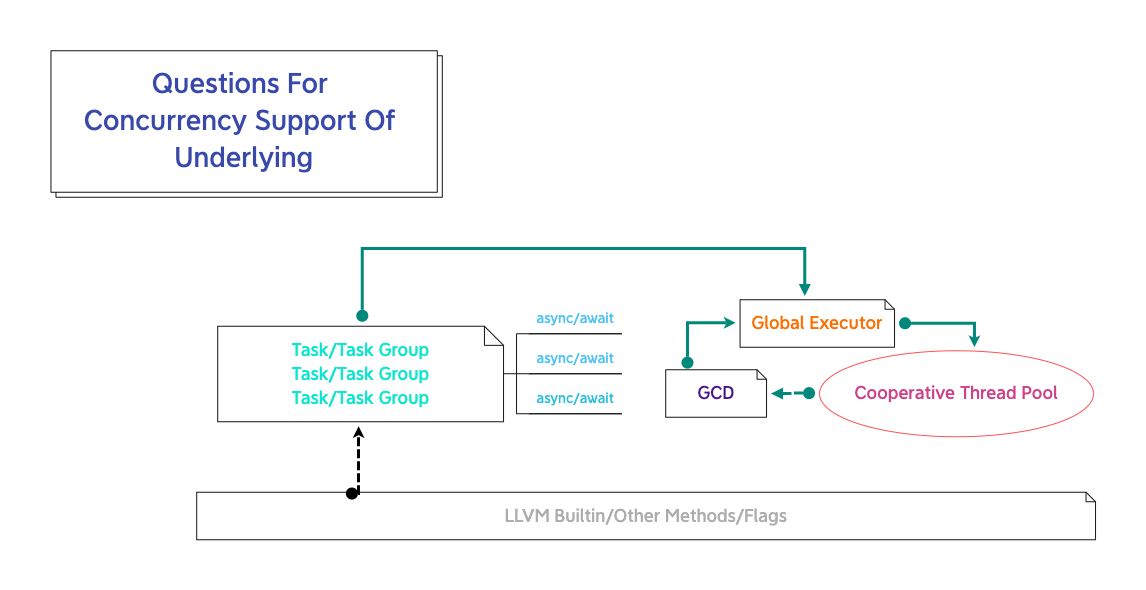 Questions For
Concurrency Support Of
Underlying
Task/Task Group
Task/Task Group
Task/Task Group
async/await
async/await
async/await
Global Executor
GCD
Cooperative Thread Pool
LLVM Builtin/Other Methods/Flags